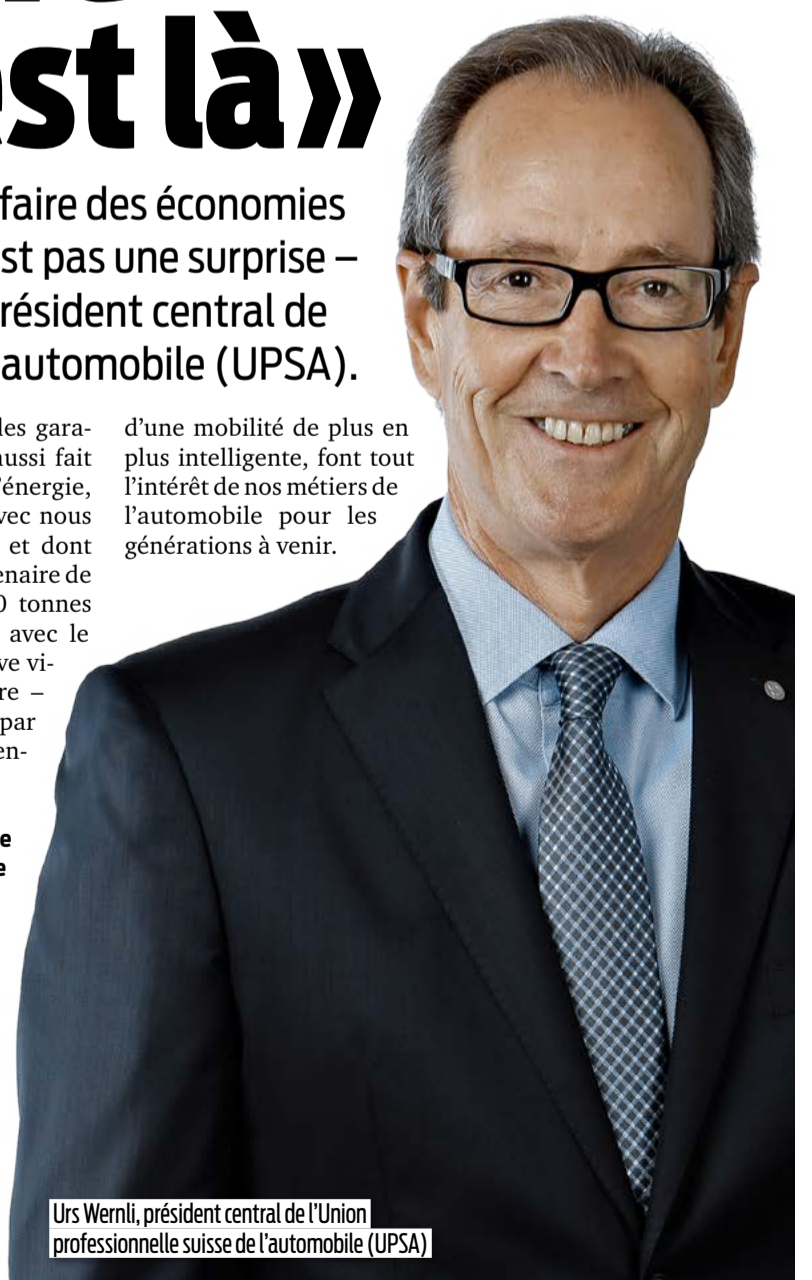 est là»
faire des économies
st pas une surprise –
résident central de
automobile (UPSA).
les gara-
aussi fait
'énergie,
vec nous
et dont
enaire de
0 tonnes
avec le
ve vi-
re –
par
en-
e
e
d’une mobilité de plus en
plus intelligente, font tout
l’intérêt de nos métiers de
l’automobile pour les
générations à venir.
Urs Wernli, président central de l’Union
professionnelle suisse de l’automobile (UPSA)